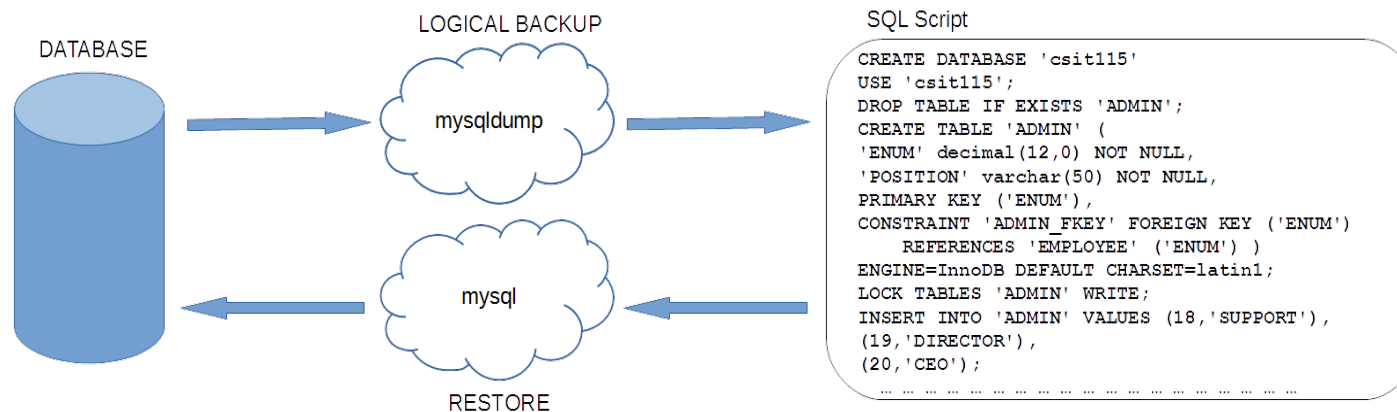 DATABASE
LOGICAL BACKUP
mysqldump
mysql
RESTORE
SQL Script
CREATE DATABASE 'csit115'
USE 'csit115';
DROP TABLE IF EXISTS 'ADMIN';
CREATE TABLE 'ADMIN' (
'ENUM' decimal(12,0) NOT NULL,
'POSITION' varchar(50) NOT NULL,
PRIMARY KEY ('ENUM'),
CONSTRAINT 'ADMIN_FKEY' FOREIGN KEY ('ENUM')
REFERENCES 'EMPLOYEE' ('ENUM') )
ENGINE=InnoDB DEFAULT CHARSET=latin1;
LOCK TABLES 'ADMIN' WRITE;
INSERT INTO 'ADMIN' VALUES (18,'SUPPORT'),
(19,'DIRECTOR'),
(20,'CEO');
… … … … … … … … … … … … … … … … … … …